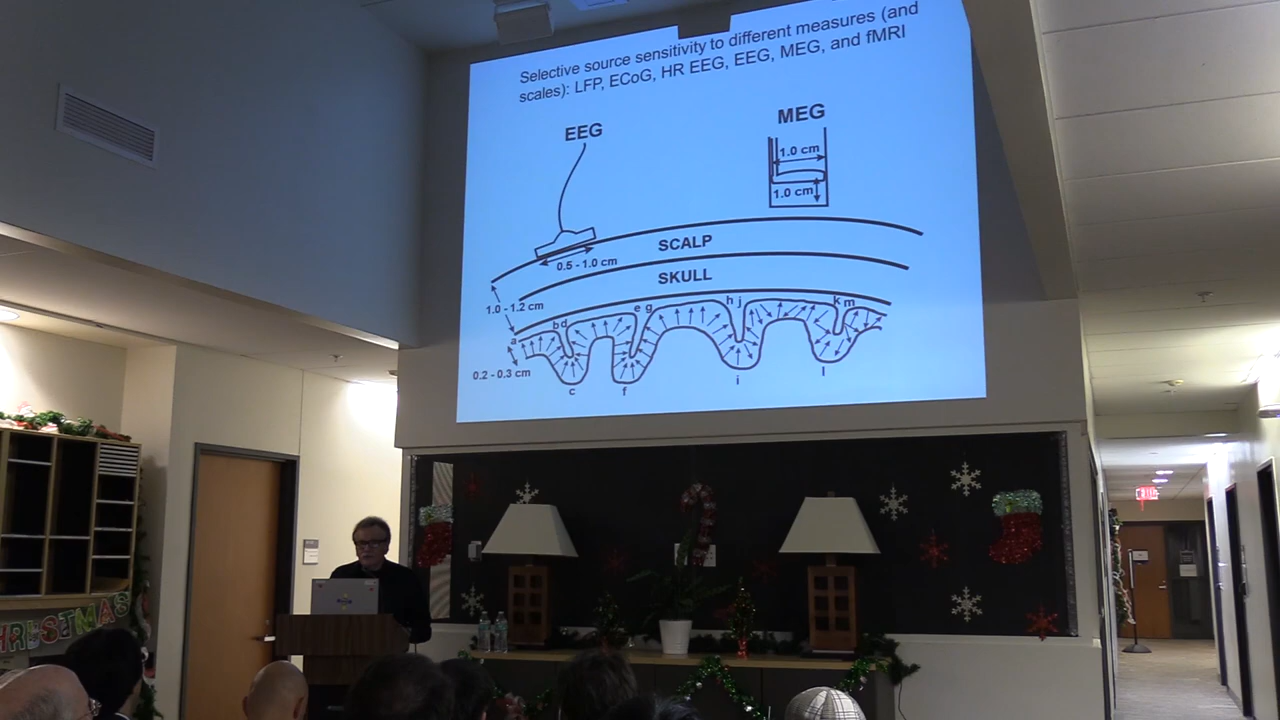 Selective source sensitivity to different measures (and
scales): LFP, ECoG, HR EEG, EEG, MEG, and fMRI
EEG
MEG
1.0 cm
1.0 cm
SCALP
0.5 - 1.0 cm
SKULL
1.0 - 1.2 cm
a
b d
e g
h j
k m
0.2 - 0.3 cm
c
f
i
l
EXIT
HRISTMAS